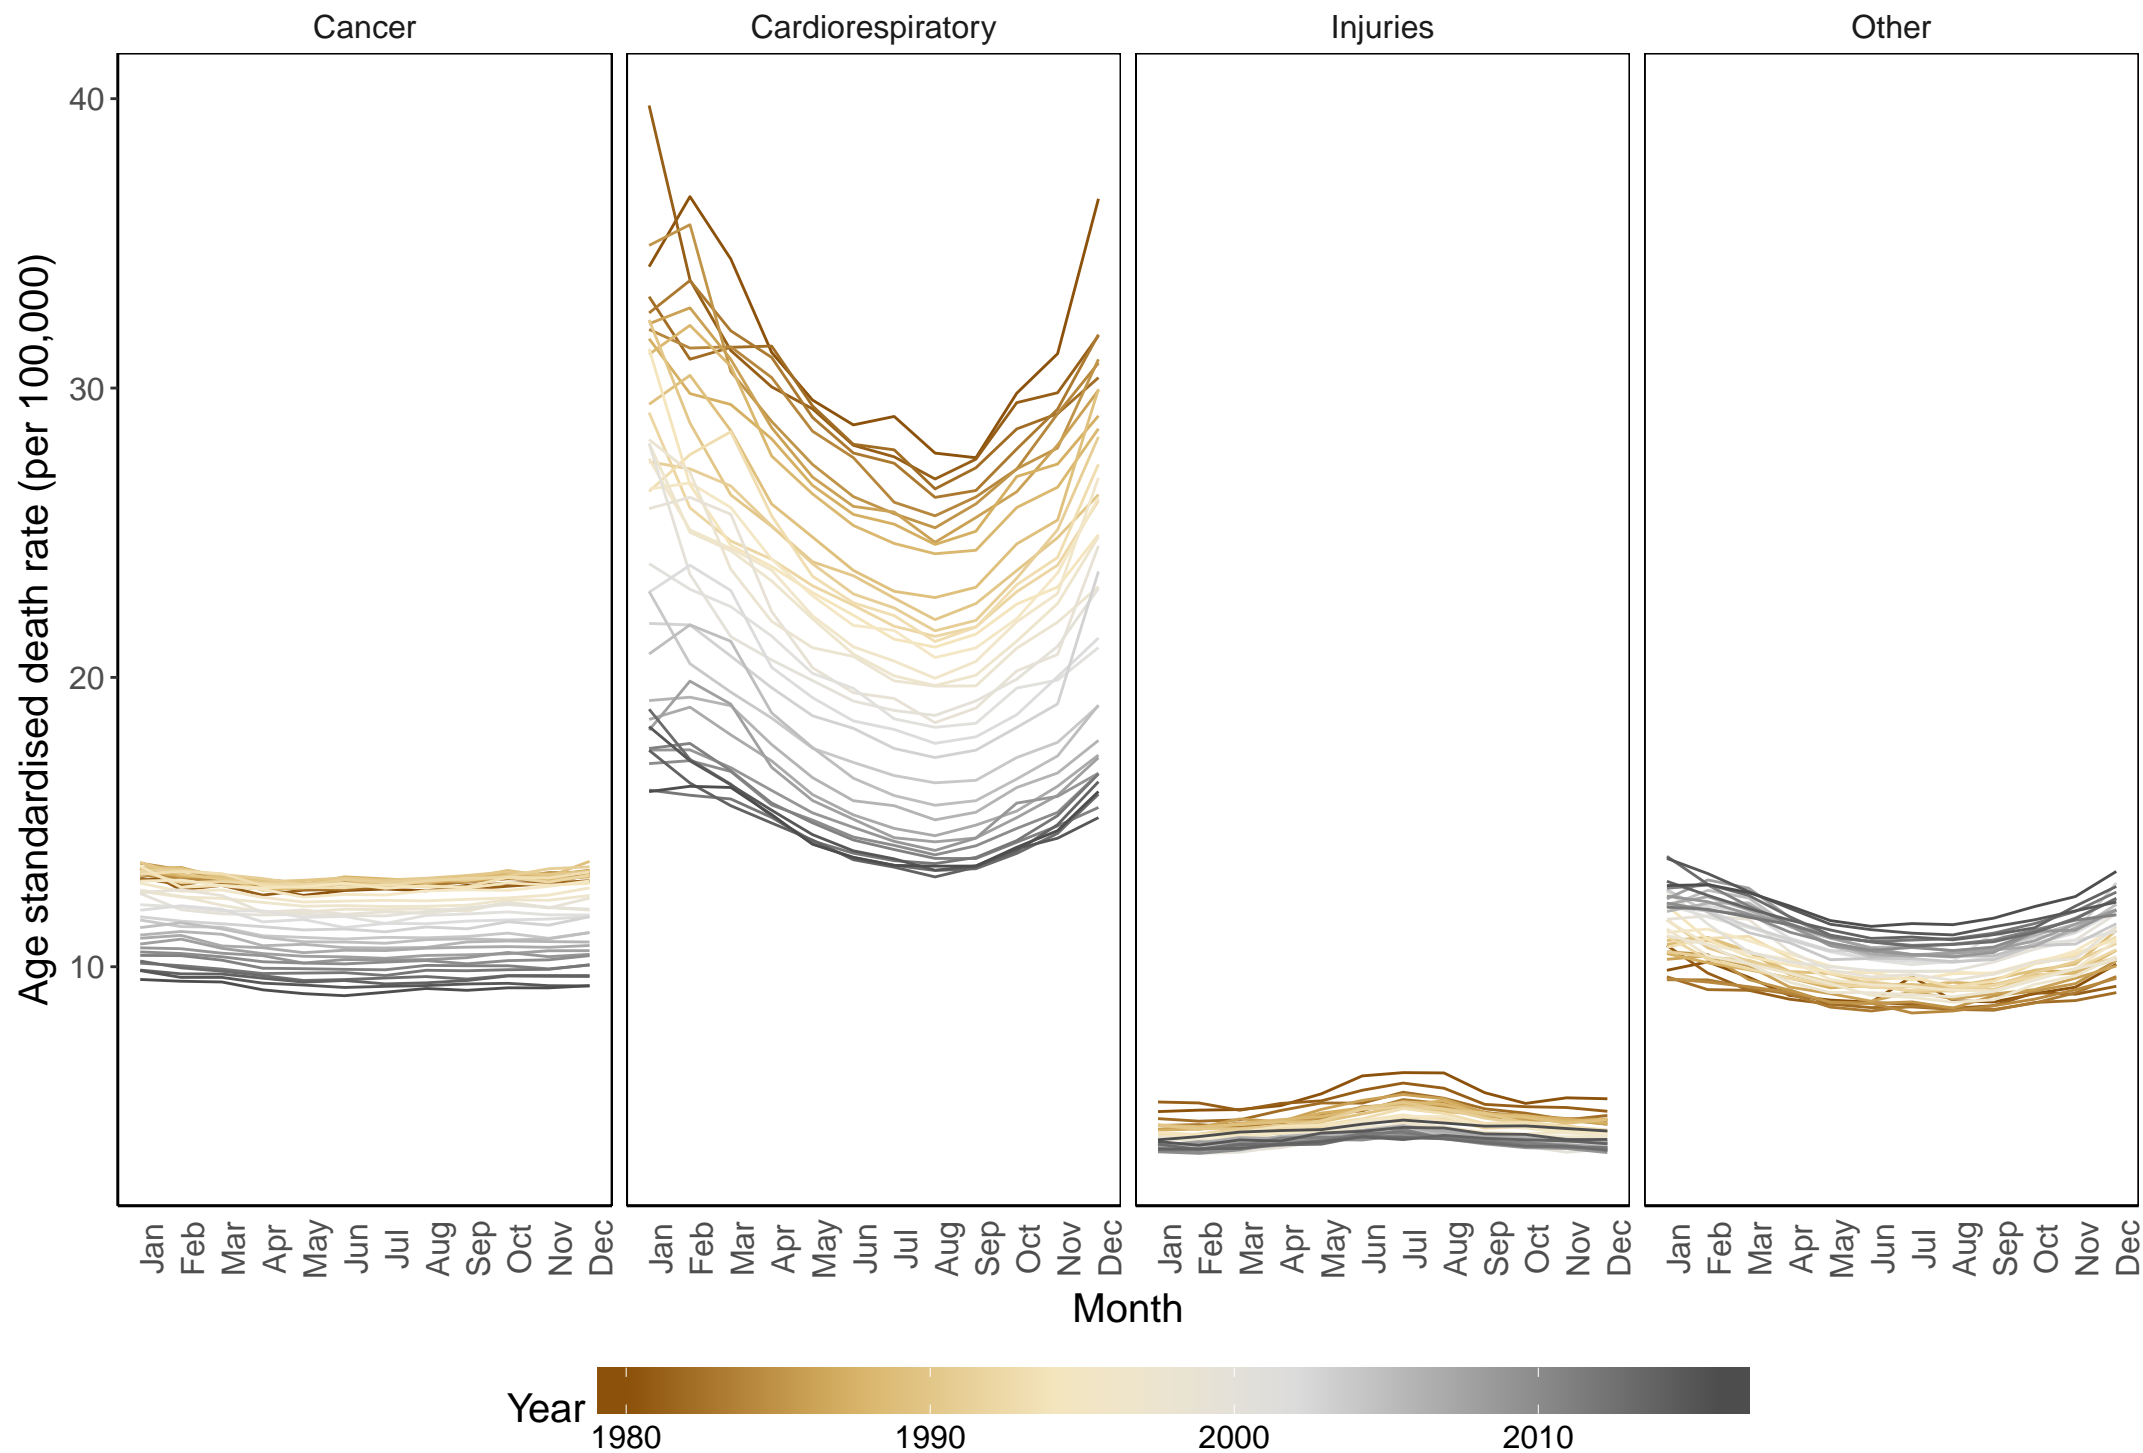 Cancer Cardiorespiratory Injuries Other
Age standardised death rate (per 100,000)
40
30
20
10
Jan Feb Mar Apr May Jun Jul Aug Sep Oct Nov Dec Jan Feb Mar Apr May Jun Jul Aug Sep Oct Nov Dec Jan Feb Mar Apr May Jun Jul Aug Sep Oct Nov Dec Jan Feb Mar Apr May Jun Jul Aug Sep Oct Nov Dec
Month
Year
1980 1990 2000 2010